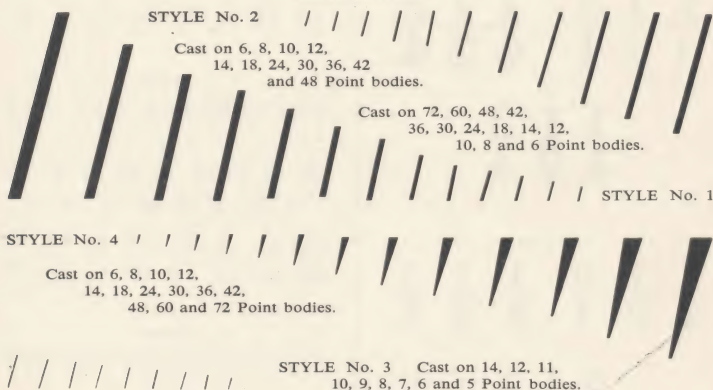 STYLE No. 2
Cast on 6, 8, 10, 12,
14, 18, 24, 30, 36, 42
and 48 Point bodies.
Cast on 72, 60, 48, 42,
36, 30, 24, 18, 14, 12,
10, 8 and 6 Point bodies.
STYLE No. 1
STYLE No. 4
Cast on 6, 8, 10, 12,
14, 18, 24, 30, 36, 42,
48, 60 and 72 Point bodies.
STYLE No. 3 Cast on 14, 12, 11,
10, 9, 8, 7, 6 and 5 Point bodies.